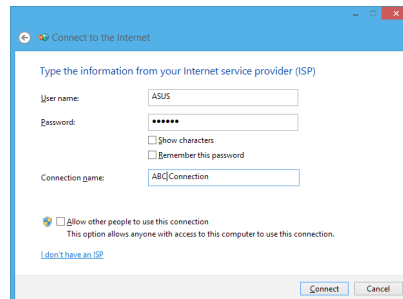 Connect to the Internet
Type the information from your Internet service provider (ISP)
User name: ASUS
Password: ••••••
Show characters
Remember this password
Connection name: ABC Connection
Allow other people to use this connection
This option allows anyone with access to this computer to use this connection.
I don't have an ISP
Connect Cancel